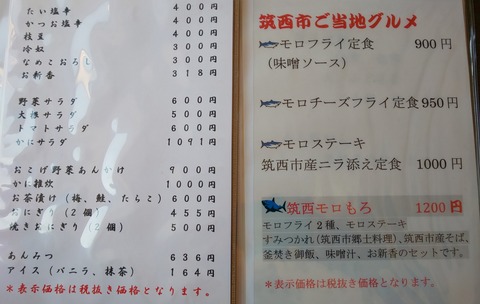 たい塩辛 400円
かつお塩辛 400円
枝豆 300円
冷奴 300円
なめこおろし 300円
お新香 318円
野菜サラダ 600円
大根サラダ 500円
トマトサラダ 600円
かにサラダ 1091円
おこげ野菜あんかけ 900円
かに雑炊 1000円
お茶漬け（梅、鮭、たらこ） 600円
おにぎり（2個） 455円
焼きおにぎり（2個） 500円
あんみつ 636円
アイス（バニラ、抹茶） 164円
＊表示価格は税抜き価格となります。
筑西市ご当地グルメ
モロフライ定食 900円
（味噌ソース）
モロチーズフライ定食 950円
モロステーキ
筑西市産ニラ添え定食 1000円
筑西モロもろ 1200円
モロフライ2種、モロステーキ
すみつかれ（筑西市郷土料理）、筑西市産そば、
釜焚き御飯、味噌汁、お新香のセットです。
＊表示価格は税抜き価格となります。